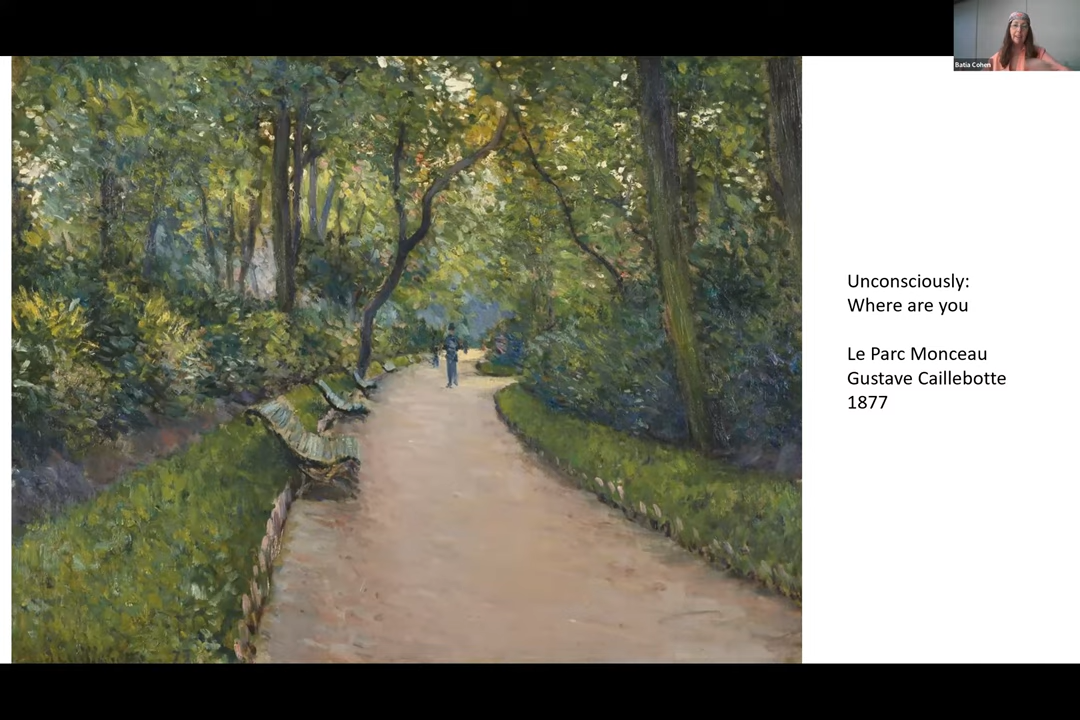 Batia Cohen
Unconsciously:
Where are you
Le Parc Monceau
Gustave Caillebotte
1877